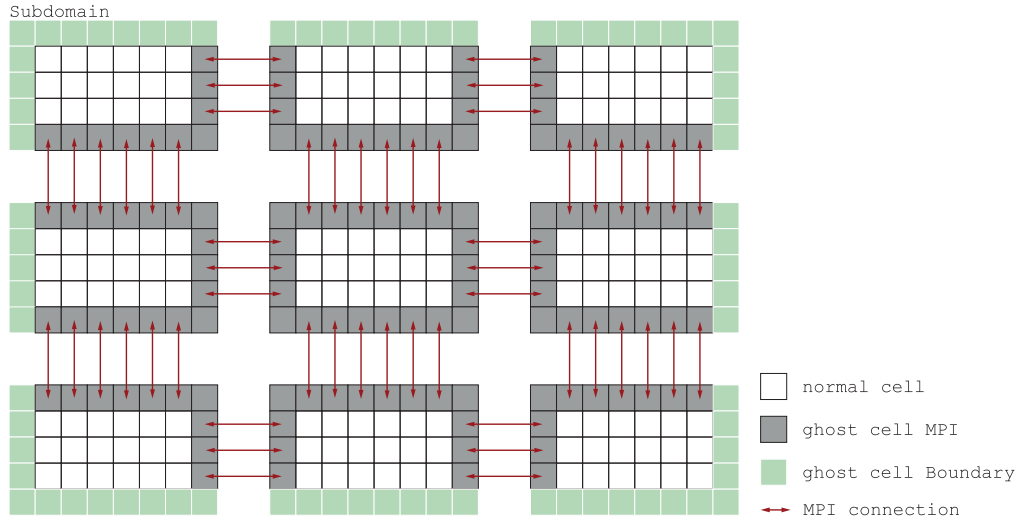 Subdomain
normal cell
ghost cell MPI
ghost cell Boundary
MPI connection